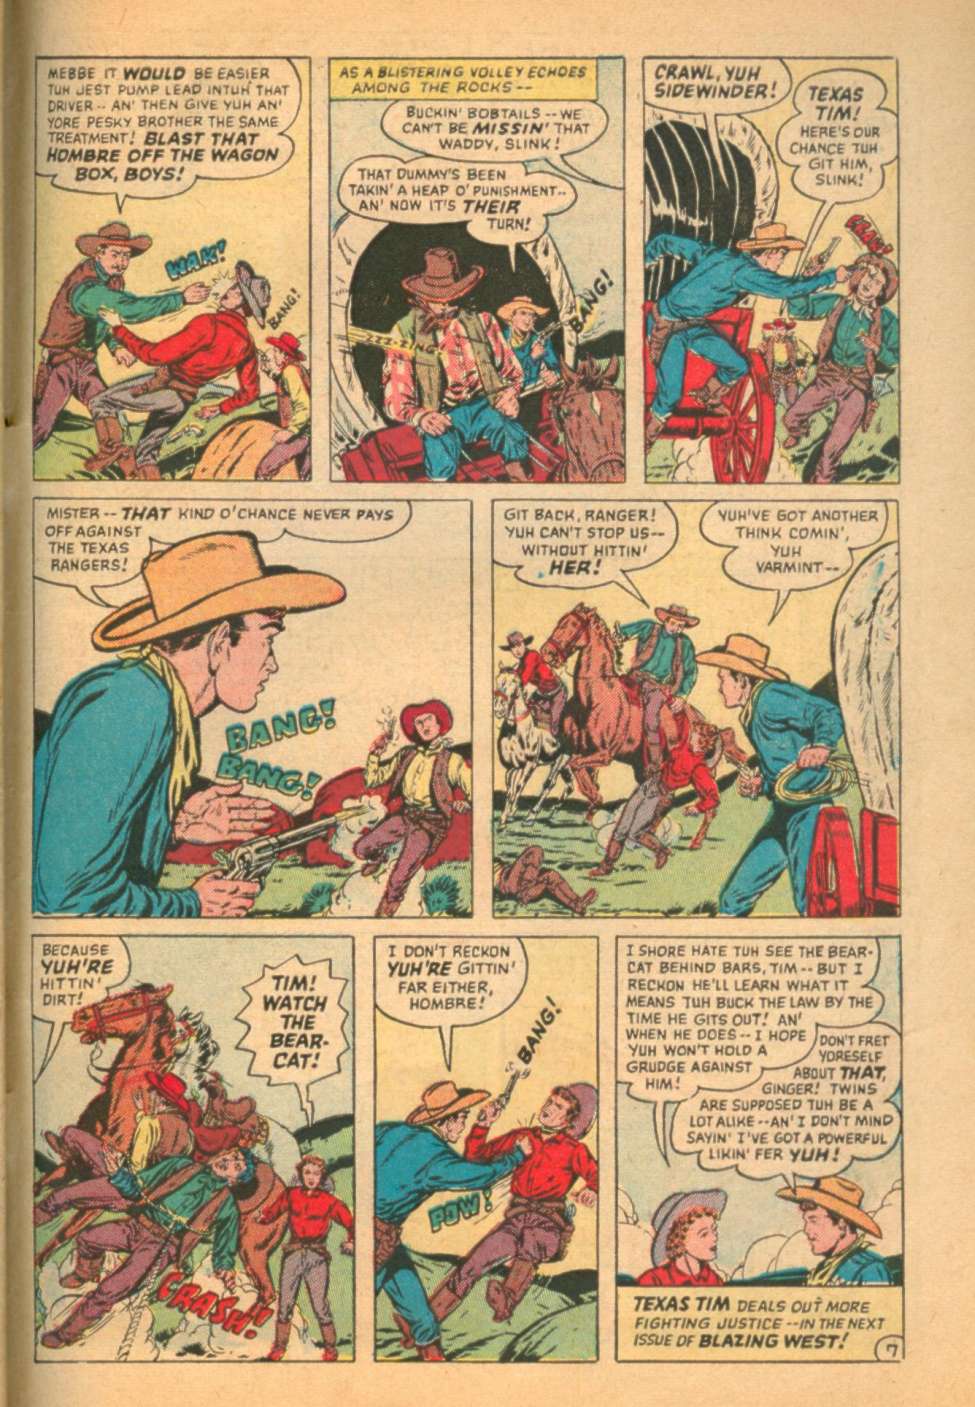 MEBBE IT WOULD BE EASIER
TUH JEST PUMP LEAD INTUH THAT
DRIVER -- AN' THEN GIVE YUH AN'
YORE PESKY BROTHER THE SAME
TREATMENT! BLAST THAT
HOMBRE OFF THE WAGON
BOX, BOYS!
WAK!
BANG!
AS A BLISTERING VOLLEY ECHOES
AMONG THE ROCKS --
BUCKIN' BOBTAILS -- WE
CAN'T BE MISSIN' THAT
WADDY, SLINK!
THAT DUMMY'S BEEN
TAKIN' A HEAP O' PUNISHMENT--
AN' NOW IT'S THEIR
TURN!
BANG!
ZZZ-ZING
CRAWL, YUH
SIDEWINDER!
TEXAS
TIM!
HERE'S OUR
CHANCE TUH
GIT HIM,
SLINK!
MISTER -- THAT KIND O' CHANCE NEVER PAYS
OFF AGAINST
THE TEXAS
RANGERS!
BANG!
BANG!
GIT BACK, RANGER!
YUH CAN'T STOP US--
WITHOUT HITTIN'
HER!
YUH'VE GOT ANOTHER
THINK COMIN',
YUH
VARMINT--
BECAUSE
YUH'RE
HITTIN'
DIRT!
TIM!
WATCH
THE
BEAR-
CAT!
CRASH!
I DON'T RECKON
YUH'RE GITTIN'
FAR EITHER,
HOMBRE!
BANG!
POW!
I SHORE HATE TUH SEE THE BEAR-
CAT BEHIND BARS, TIM -- BUT I
RECKON HE'LL LEARN WHAT IT
MEANS TUH BUCK THE LAW BY THE
TIME HE GITS OUT! AN'
WHEN HE DOES -- I HOPE
YUH WON'T HOLD A
GRUDGE AGAINST
HIM!
DON'T FRET
YORESELF
ABOUT THAT,
GINGER! TWINS
ARE SUPPOSED TUH BE A
LOT ALIKE -- AN' I DON'T MIND
SAYIN' I'VE GOT A POWERFUL
LIKIN' FER YUH!
TEXAS TIM DEALS OUT MORE
FIGHTING JUSTICE -- IN THE NEXT
ISSUE OF BLAZING WEST!
7